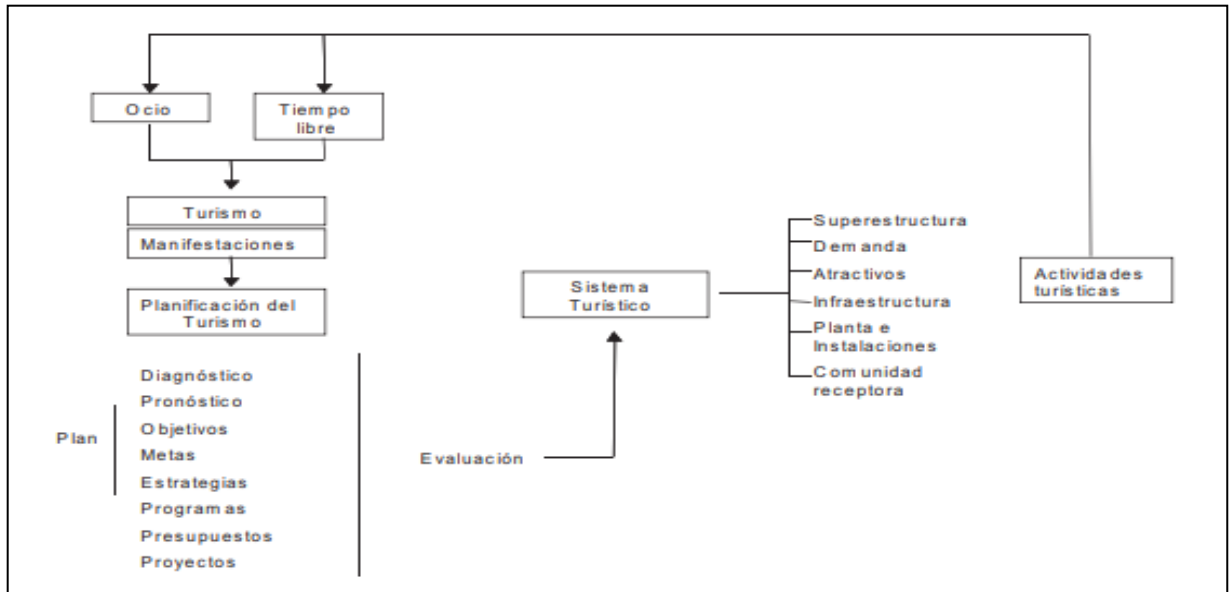 Ocio
Tiempo
libre
Turismo
Manifestaciones
Planificación del
Turismo
Diagnóstico
Pronóstico
Plan
Objetivos
Metas
Estrategias
Programas
Presupuestos
Proyectos
Evaluación
Sistema
Turístico
Superestructura
Demanda
Atractivos
Infraestructura
Planta e
Instalaciones
Comunidad
receptora
Actividades
turísticas